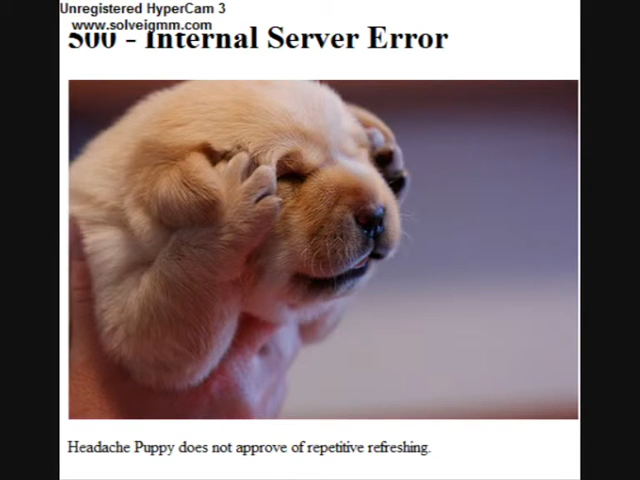 Unregistered HyperCam 3
www.solveigmm.com
500 - Internal Server Error
Headache Puppy does not approve of repetitive refreshing.